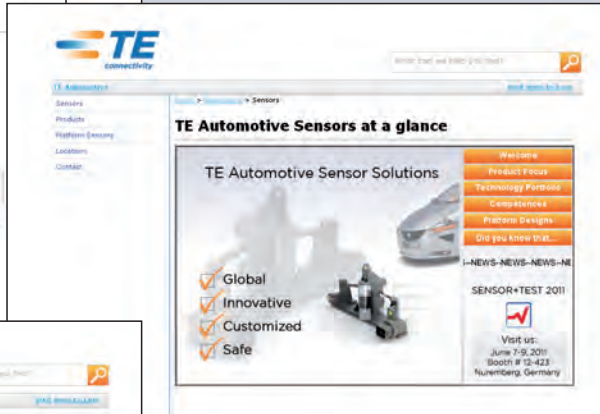 TE
connectivity
TE Automotive
Sensors
Products
Platform Sensors
Locations
Contact
> Sensors
TE Automotive Sensors at a glance
TE Automotive Sensor Solutions
Global
Innovative
Customized
Safe
Welcome
Product Focus
Technology Portfolio
Competences
Platform Designs
Did you know that...
--NEWS--NEWS--NEWS--NE
SENSOR+TEST 2011
Visit us:
June 7-9, 2011
Booth # 12-423
Nuremberg, Germany